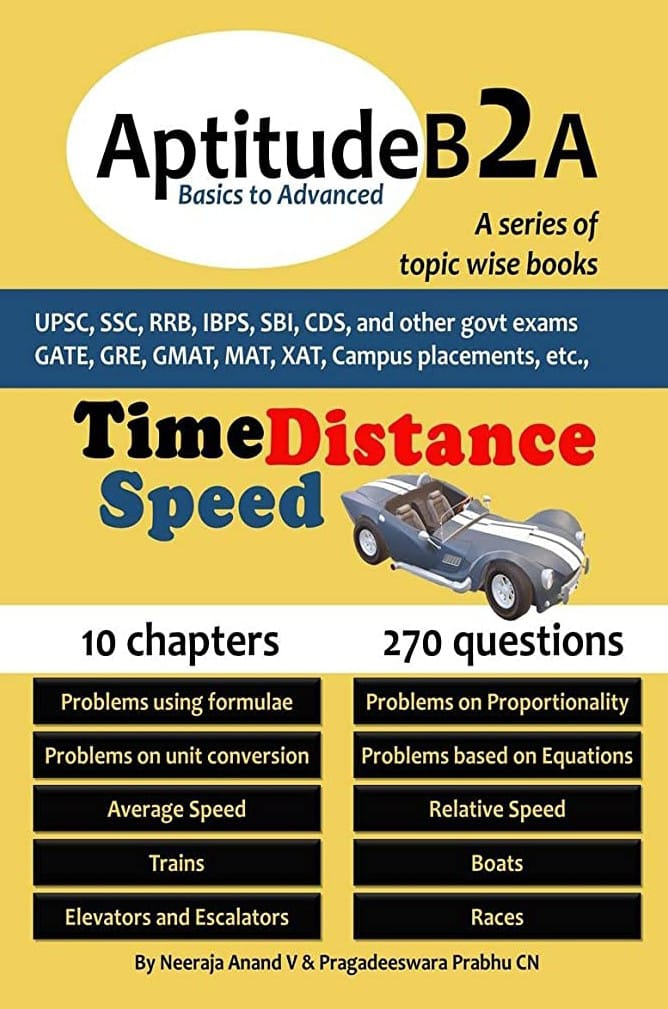 AptitudeB2A
Basics to Advanced
A series of
topic wise books
UPSC, SSC, RRB, IBPS, SBI, CDS, and other govt exams
GATE, GRE, GMAT, MAT, XAT, Campus placements, etc.,
TimeDistance
Speed
10 chapters 270 questions
Problems using formulae Problems on Proportionality
Problems on unit conversion Problems based on Equations
Average Speed Relative Speed
Trains Boats
Elevators and Escalators Races
By Neeraja Anand V & Pragadeeswara Prabhu CN